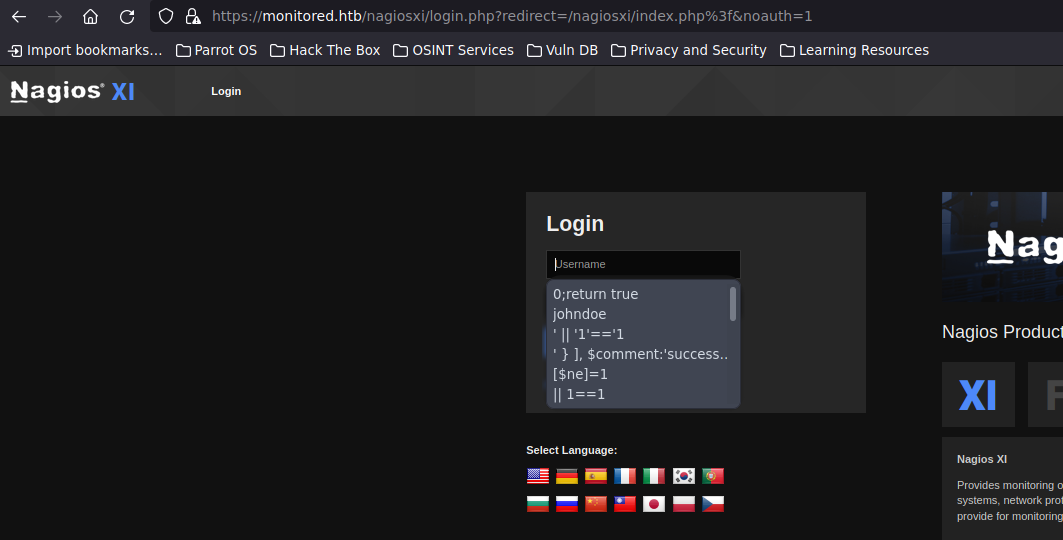 https://monitored.htb/nagiosxi/login.php?redirect=/nagiosxi/index.php%3f&noauth=1
Import bookmarks... Parrot OS Hack The Box OSINT Services Vuln DB Privacy and Security Learning Resources
Nagios® XI Login
Login
Username
0;return true
johndoe
' || '1'=='1
' } ], $comment:'success..
[$ne]=1
|| 1==1
Select Language:
Nag
Nagios Product
XI F
Nagios XI
Provides monitoring o
systems, network prot
provide for monitoring